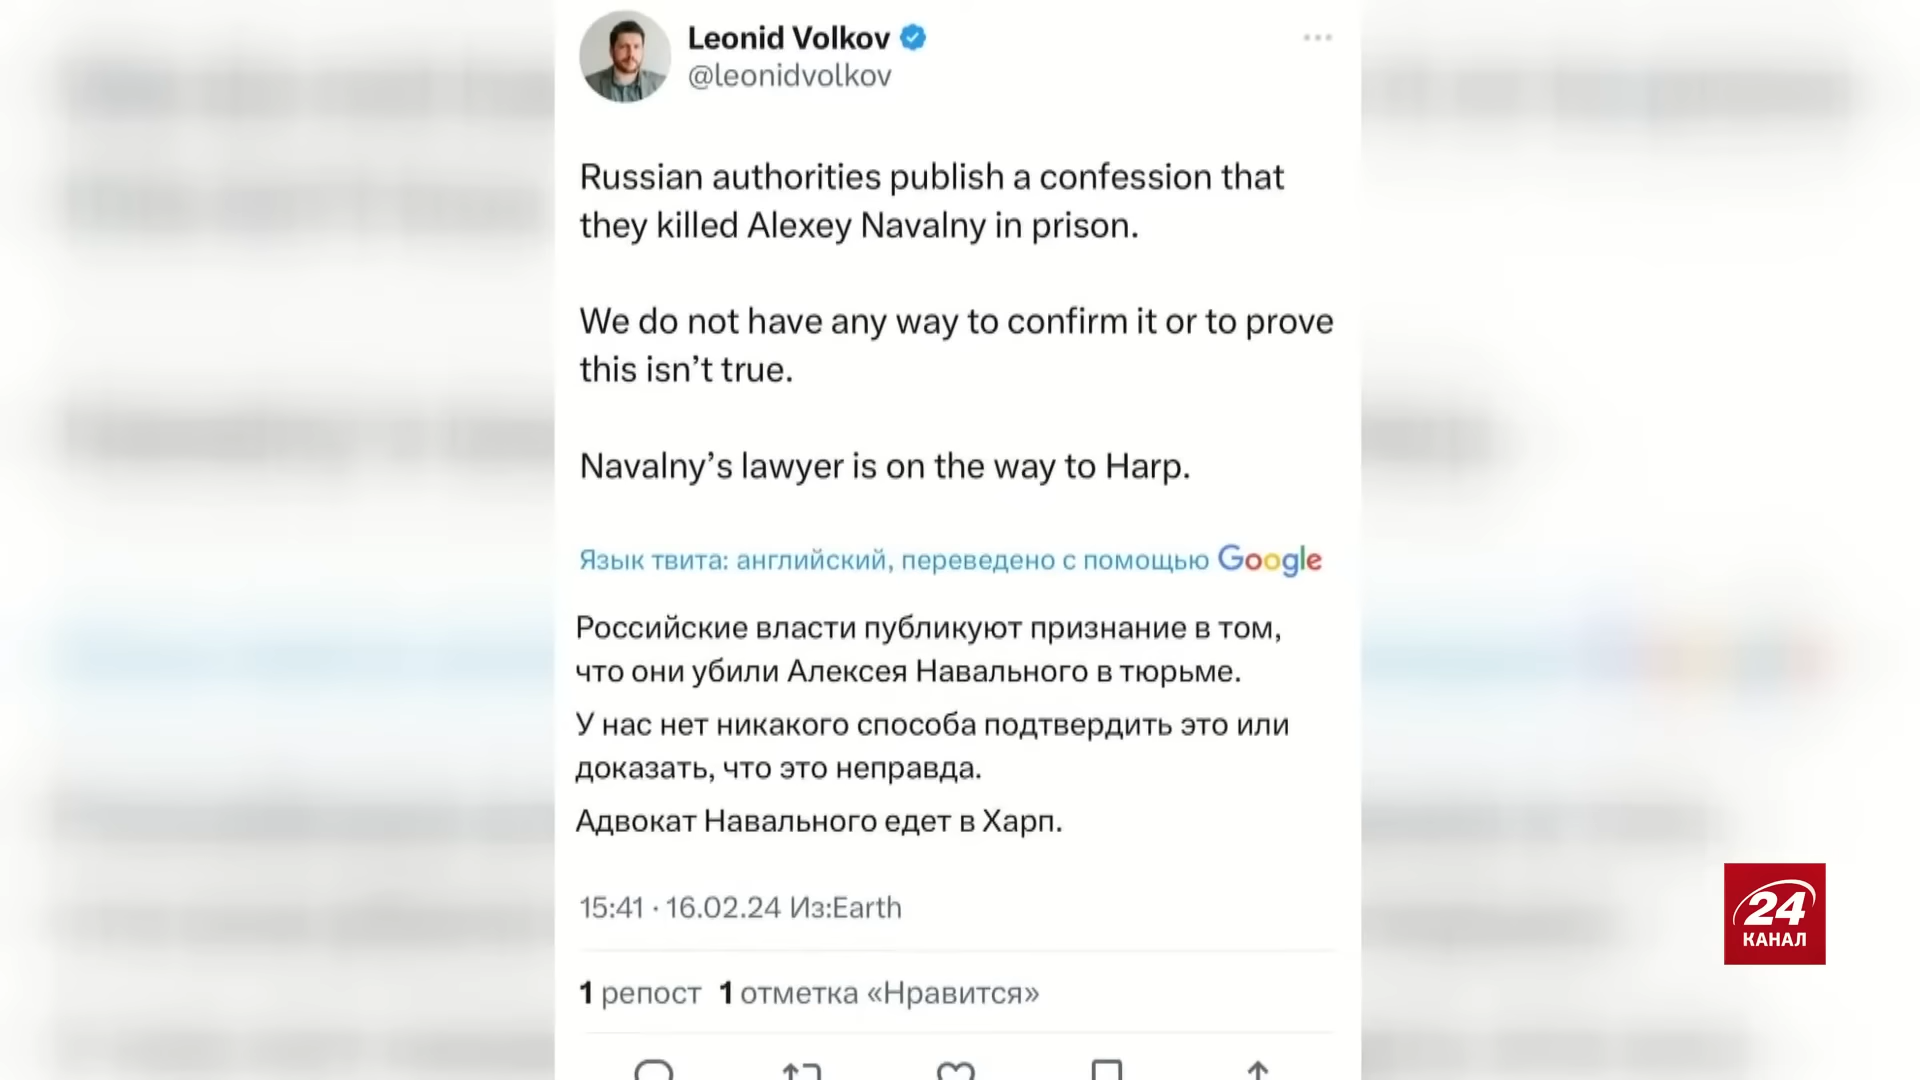 Leonid Volkov
@leonidvolkov
Russian authorities publish a confession that
they killed Alexey Navalny in prison.
We do not have any way to confirm it or to prove
this isn’t true.
Navalny’s lawyer is on the way to Harp.
Язык твита: английский, переведено с помощью Google
Российские власти публикуют признание в том,
что они убили Алексея Навального в тюрьме.
У нас нет никакого способа подтвердить это или
доказать, что это неправда.
Адвокат Навального едет в Харп.
15:41 · 16.02.24 Из:Earth
1 репост 1 отметка «Нравится»
24
КАНАЛ